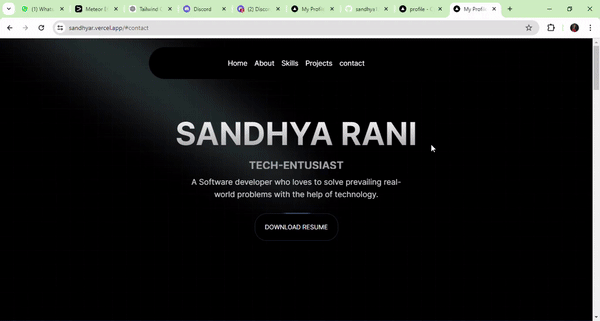 (1) Whats
Meteor B
Tailwind C
Discord
(2) Disco
My Profile
sandhya
profile -
My Profile
sandhyar.vercel.app/#contact
Home About Skills Projects contact
SANDHYA RANI
TECH-ENTUSIAST
A Software developer who loves to solve prevailing real-
world problems with the help of technology.
DOWNLOAD RESUME